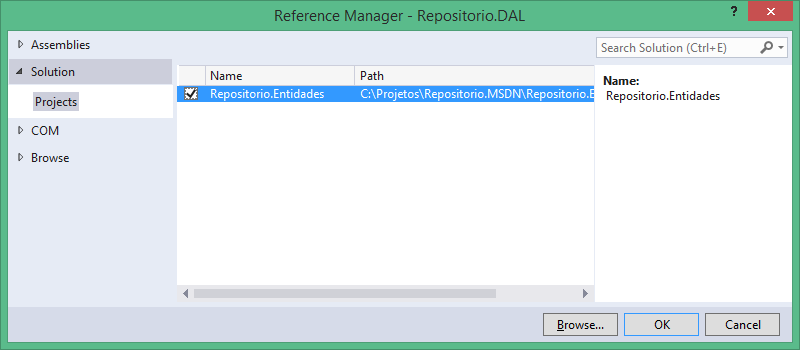 Reference Manager - Repositorio.DAL
? ×
Assemblies
Solution
Projects
COM
Browse
Name Path
Repositorio.Entidades C:\Projetos\Repositorio.MSDN\Repositorio.E
Search Solution (Ctrl+E)
Name:
Repositorio.Entidades
Browse... OK Cancel